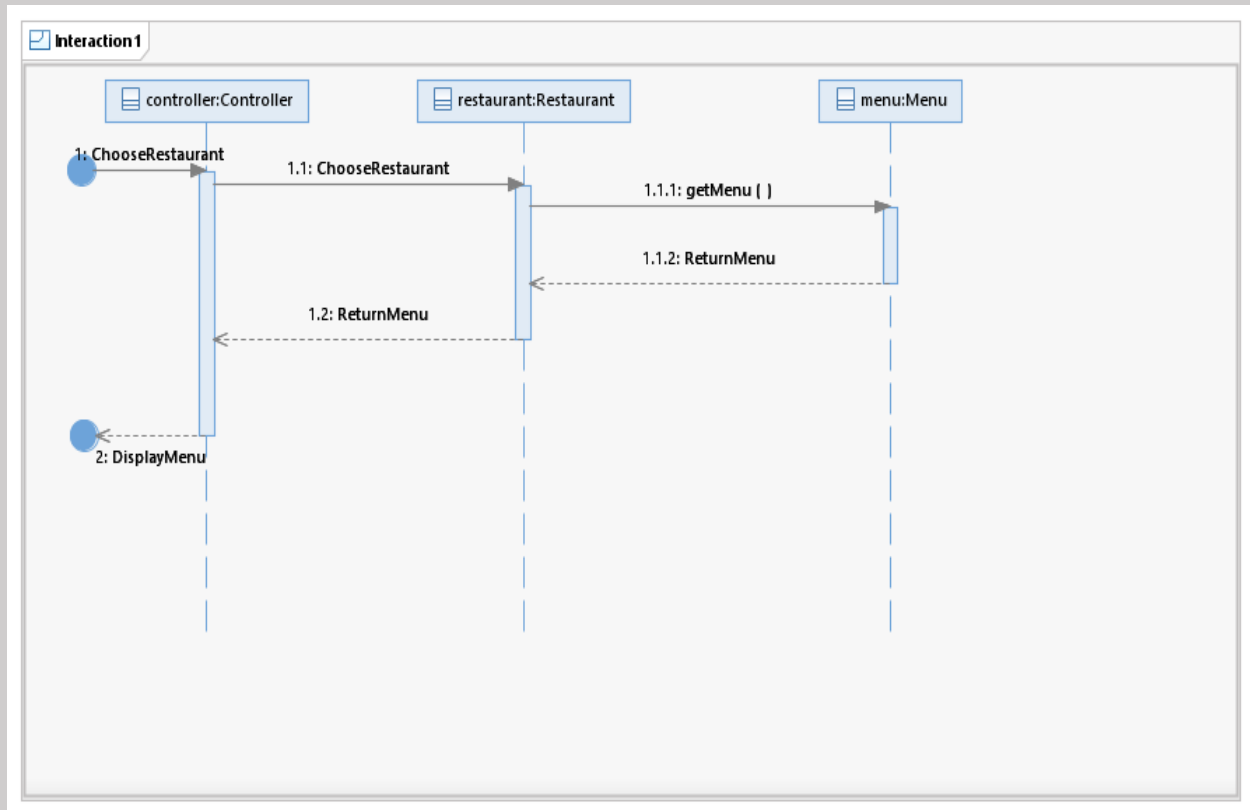 Interaction1
controller:Controller
restaurant:Restaurant
menu:Menu
1: ChooseRestaurant
1.1: ChooseRestaurant
1.1.1: getMenu ( )
1.1.2: ReturnMenu
1.2: ReturnMenu
2: DisplayMenu